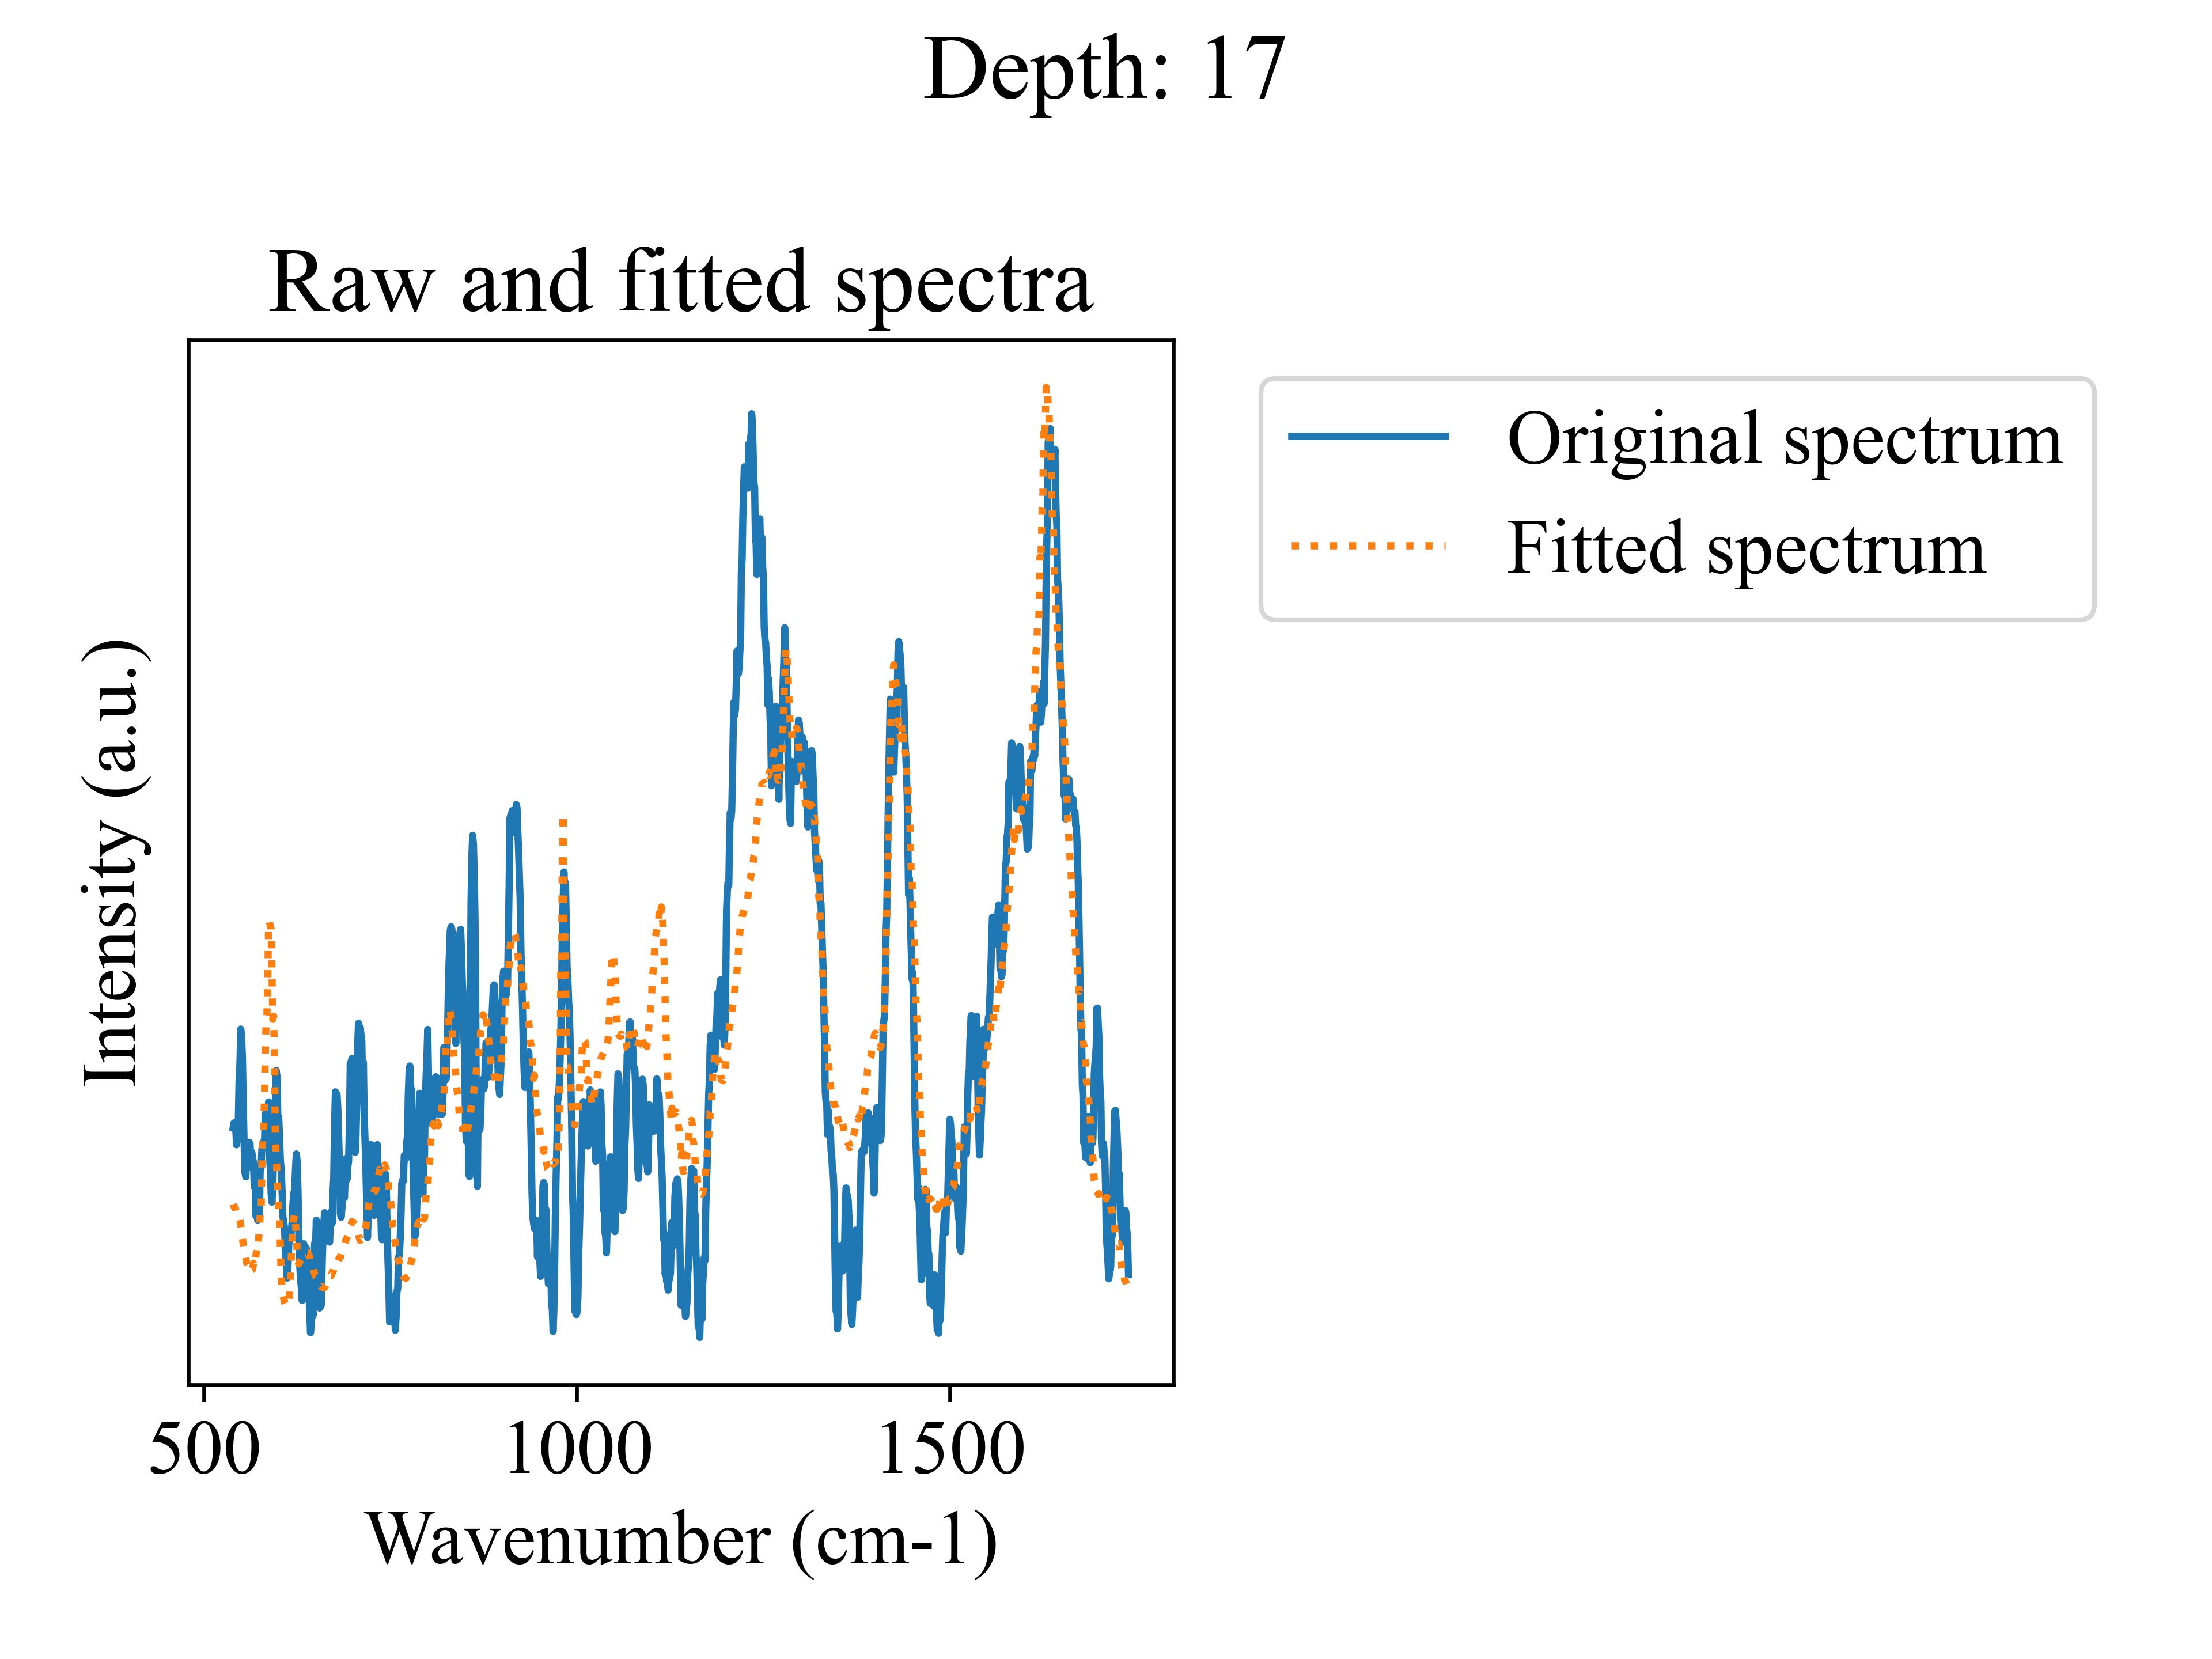 Depth: 17
Raw and fitted spectra
Original spectrum
Fitted spectrum
Intensity (a.u.)
500 1000 1500
Wavenumber (cm-1)